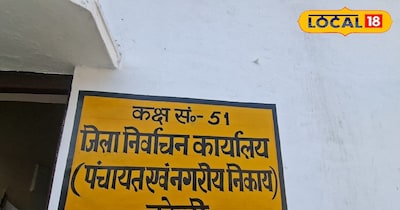 LOCAL 18
कक्ष सं०- 51
जिला निर्वाचन कार्यालय
(पंचायत एवं नगरीय निकाय)